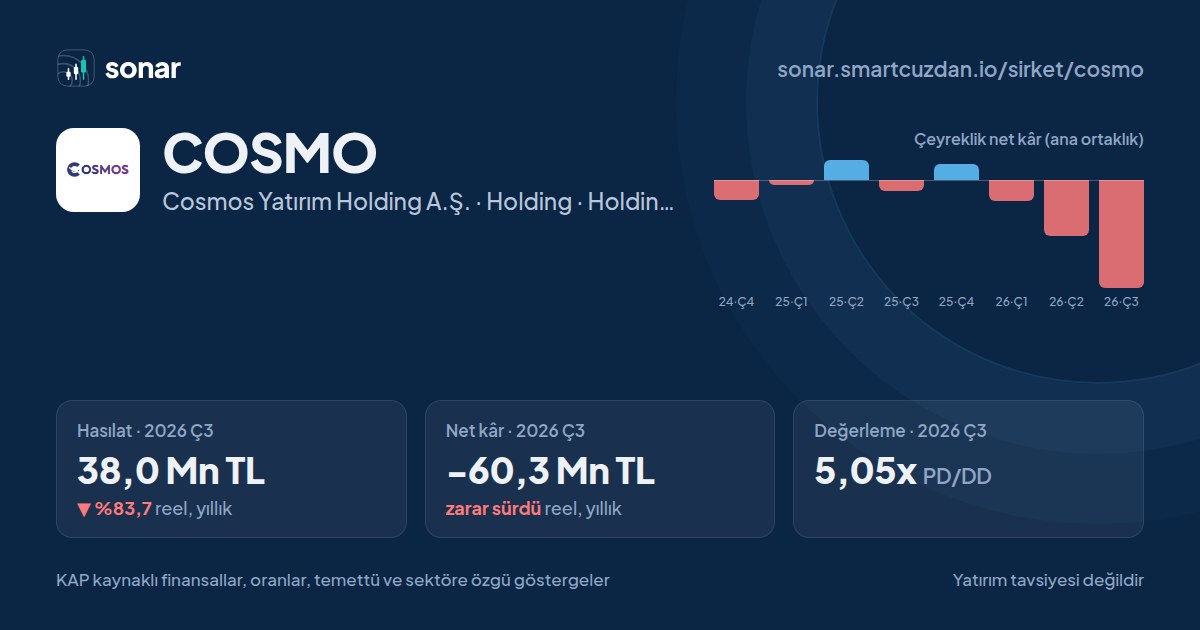 sonar
sonar.smartcuzdan.io/sirket/cosmo
COSMOS
COSMO
Cosmos Yatırım Holding A.Ş. · Holding · Holdin…
Çeyreklik net kâr (ana ortaklık)
24·Ç4 25·Ç1 25·Ç2 25·Ç3 25·Ç4 26·Ç1 26·Ç2 26·Ç3
Hasılat · 2026 Ç3
38,0 Mn TL
▼ %83,7 reel, yıllık
Net kâr · 2026 Ç3
−60,3 Mn TL
zarar sürdü reel, yıllık
Değerleme · 2026 Ç3
5,05x PD/DD
KAP kaynaklı finansallar, oranlar, temettü ve sektöre özgü göstergeler
Yatırım tavsiyesi değildir